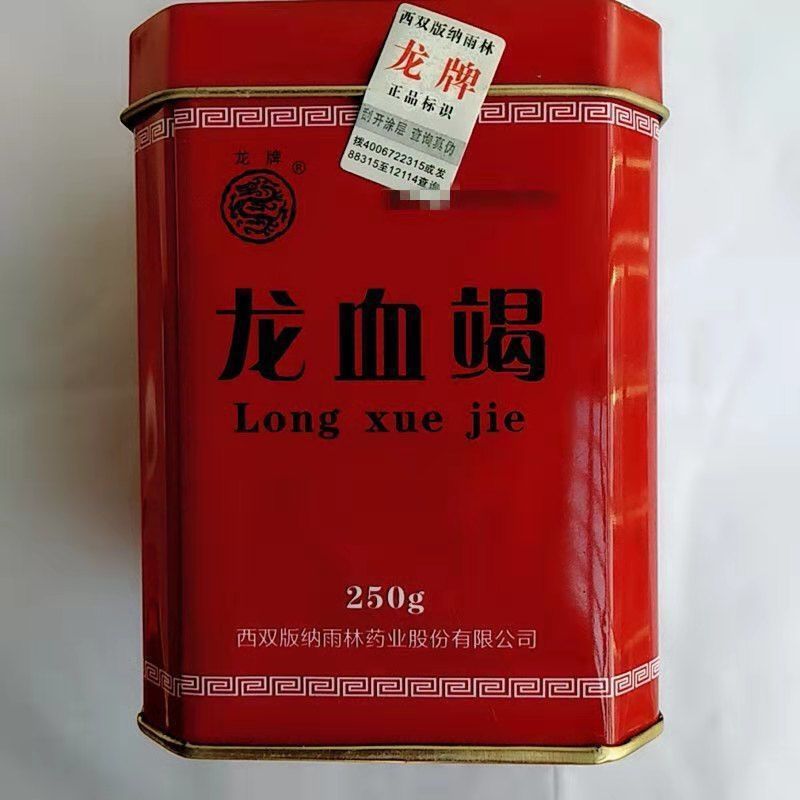 西双版纳雨林
龙牌
正品标识
刮开涂层 查询真伪
拨4006722315或发
88315至12114查询
龙牌
®
龙血竭
Long xue jie
250g
西双版纳雨林药业股份有限公司